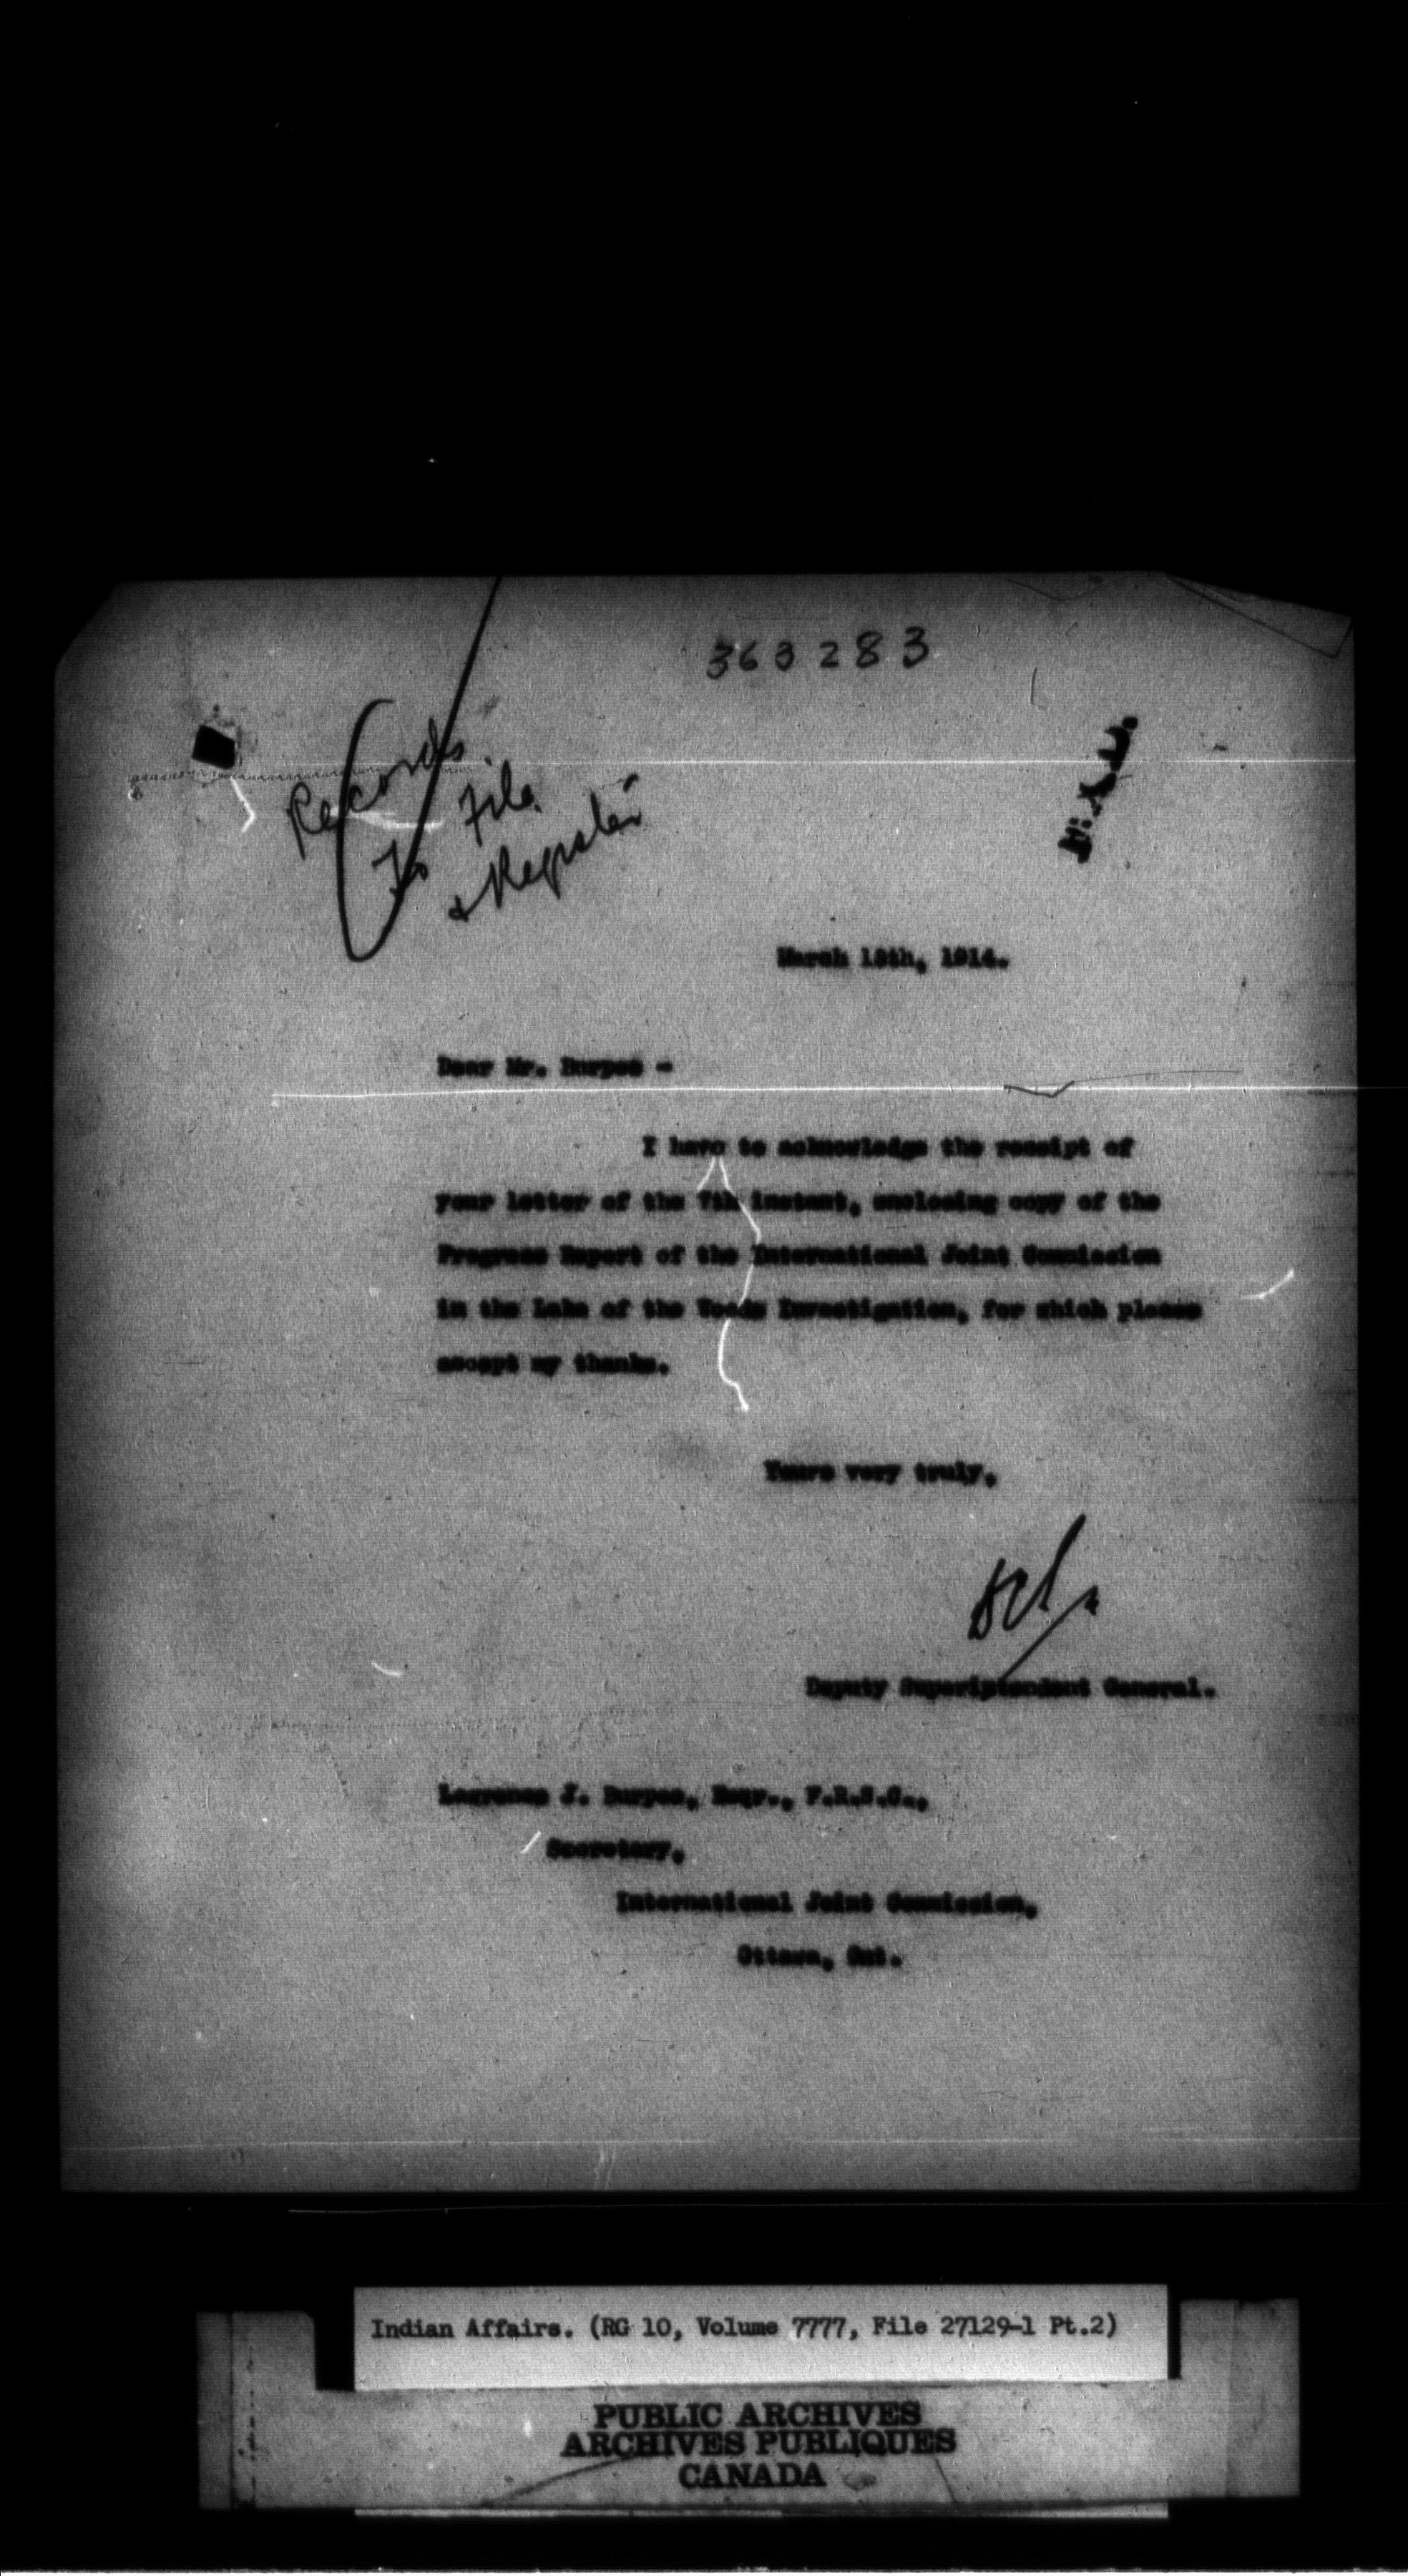 363283
Records
To File
& Register
March 18th, 1914.
Dear Mr. Burpee -
I have to acknowledge the receipt of
your letter of the 7th instant, enclosing copy of the
Progress Report of the International Joint Commission
in the Lake of the Woods Investigation, for which please
accept my thanks.
Yours very truly,
Deputy Superintendent General.
Lawrence J. Burpee, Esqr., F.R.S.C.,
Secretary,
International Joint Commission,
Ottawa, Ont.
Indian Affairs. (RG 10, Volume 7777, File 27129-1 Pt.2)
PUBLIC ARCHIVES
ARCHIVES PUBLIQUES
CANADA